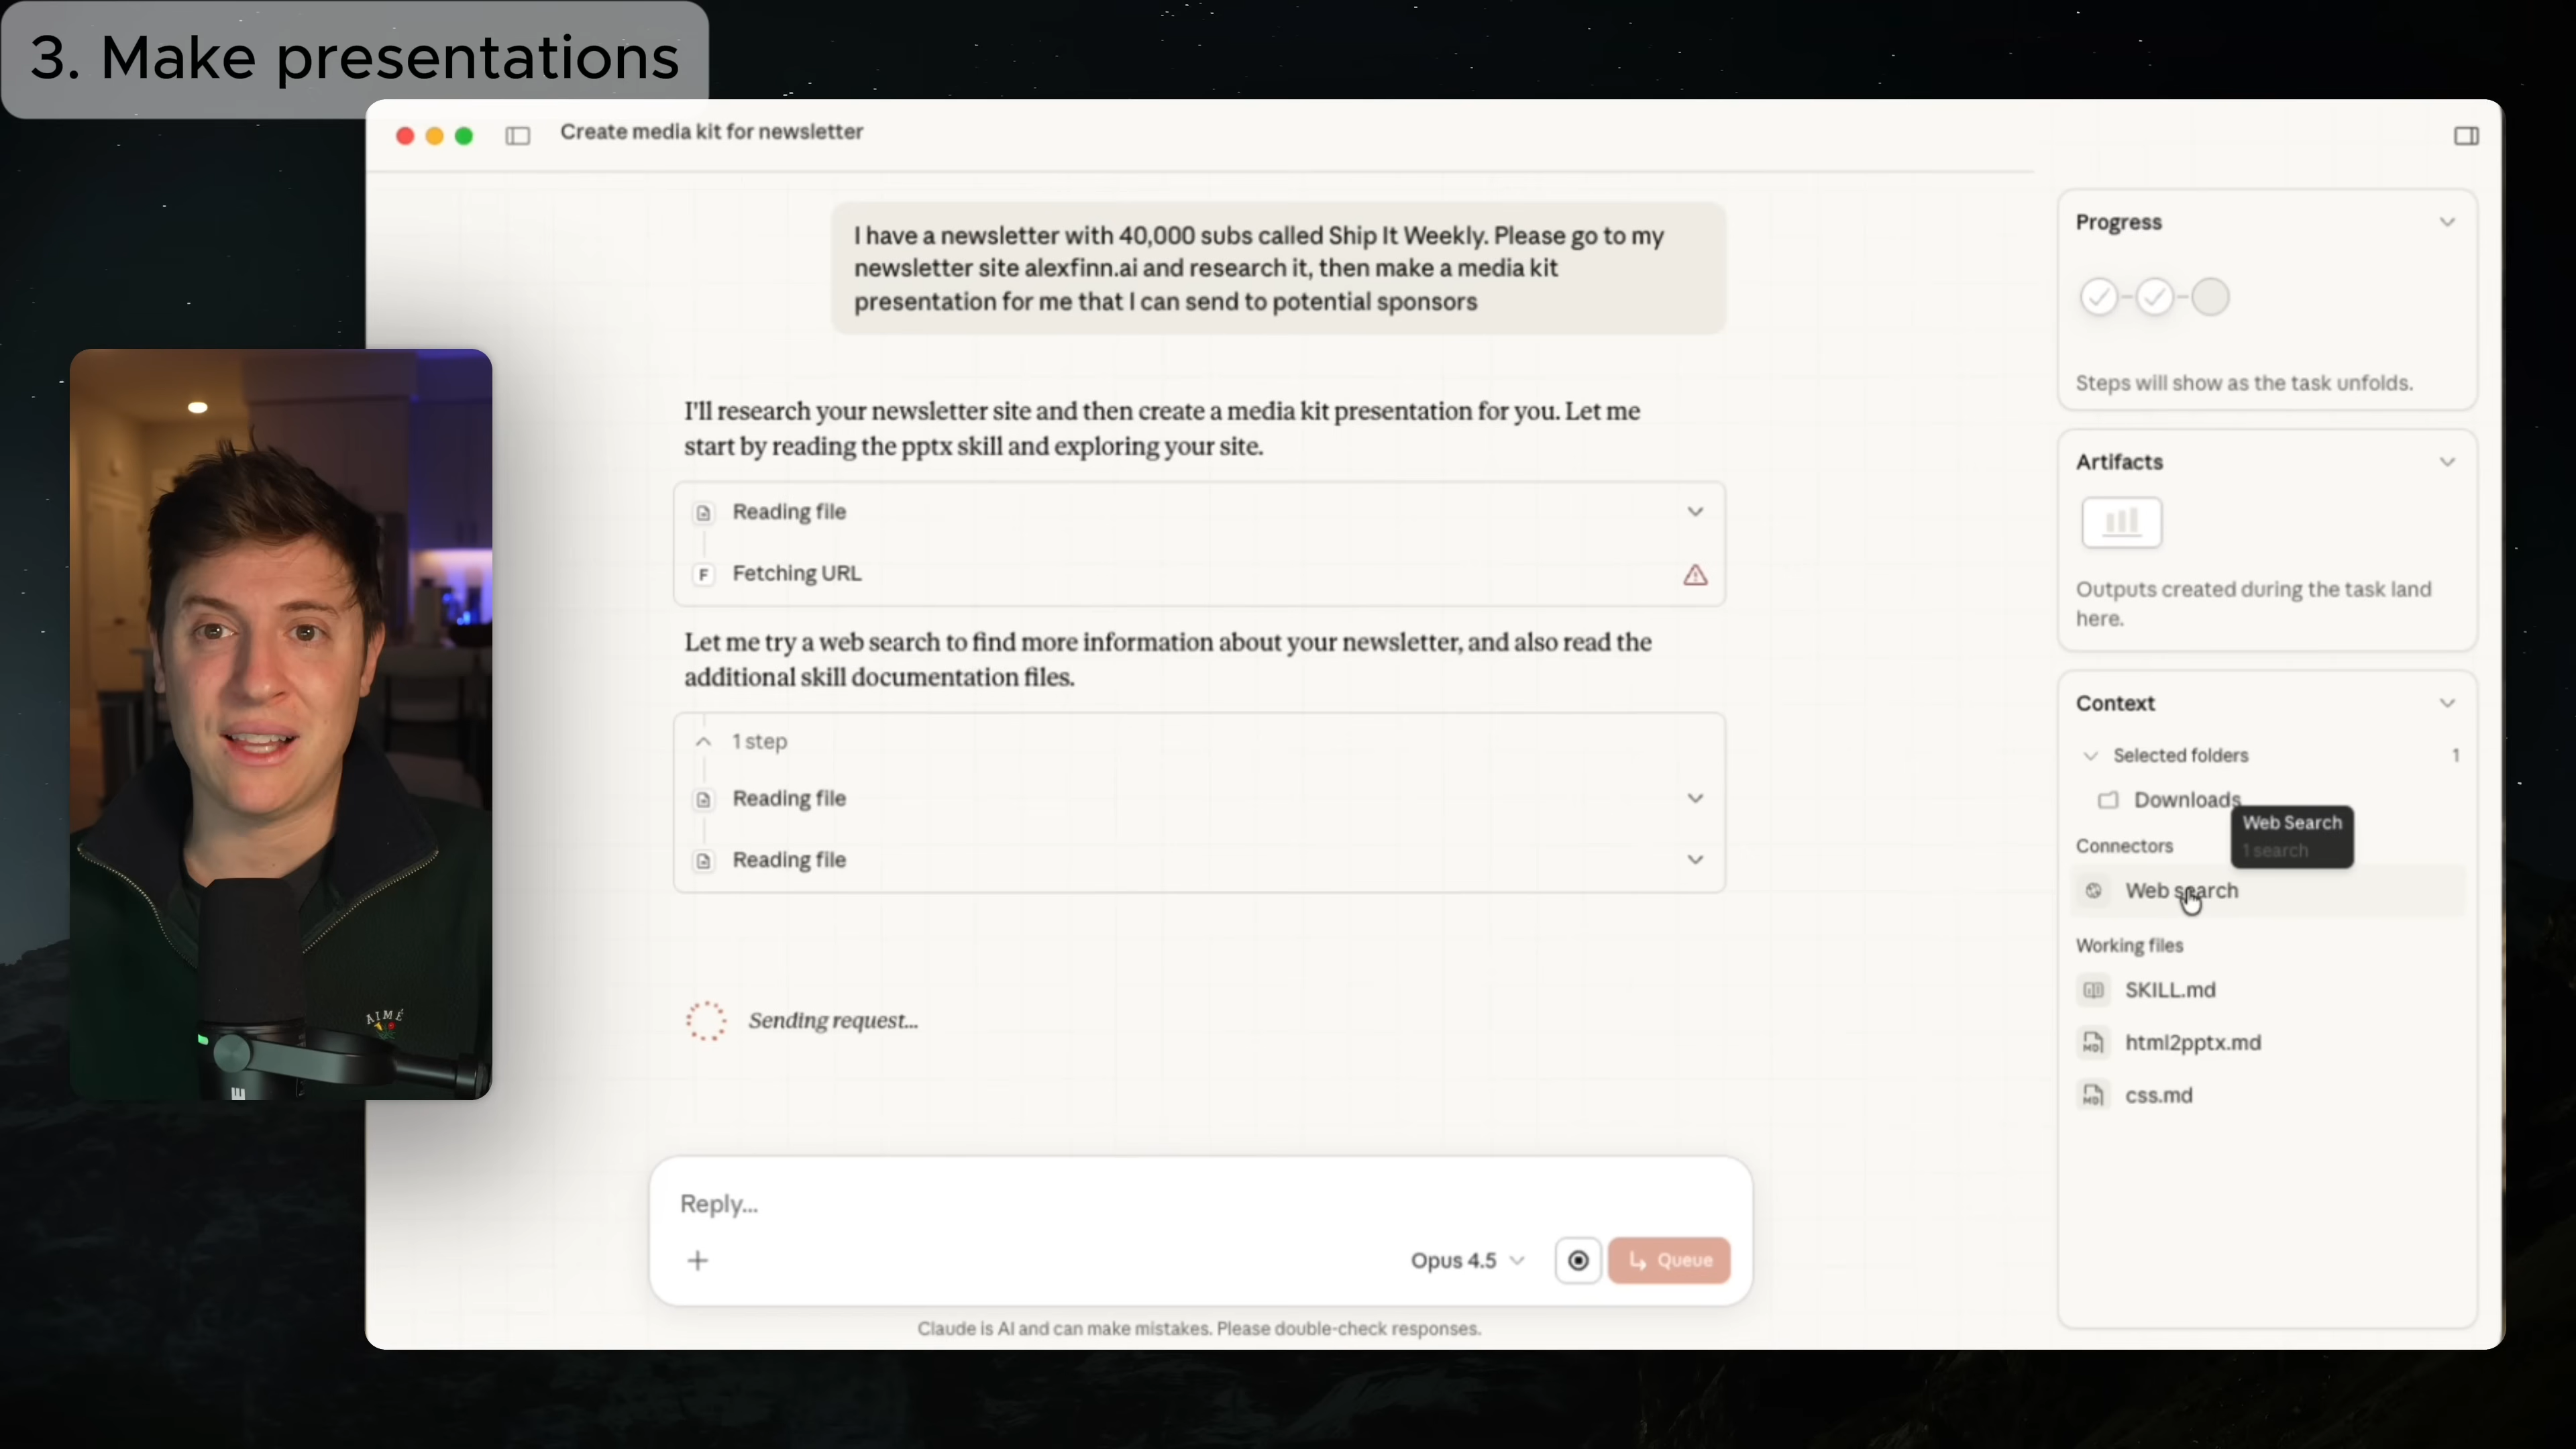 3. Make presentations
Create media kit for newsletter
I have a newsletter with 40,000 subs called Ship It Weekly. Please go to my
newsletter site alexfinn.ai and research it, then make a media kit
presentation for me that I can send to potential sponsors
I'll research your newsletter site and then create a media kit presentation for you. Let me
start by reading the pptx skill and exploring your site.
Reading file
F Fetching URL
Let me try a web search to find more information about your newsletter, and also read the
additional skill documentation files.
1 step
Reading file
Reading file
Sending request...
Reply...
Opus 4.5
Queue
Claude is AI and can make mistakes. Please double-check responses.
Progress
Steps will show as the task unfolds.
Artifacts
Outputs created during the task land
here.
Context
Selected folders 1
Downloads
Web Search
1 search
Connectors
Web search
Working files
SKILL.md
MD html2pptx.md
MD css.md
AIMÉ